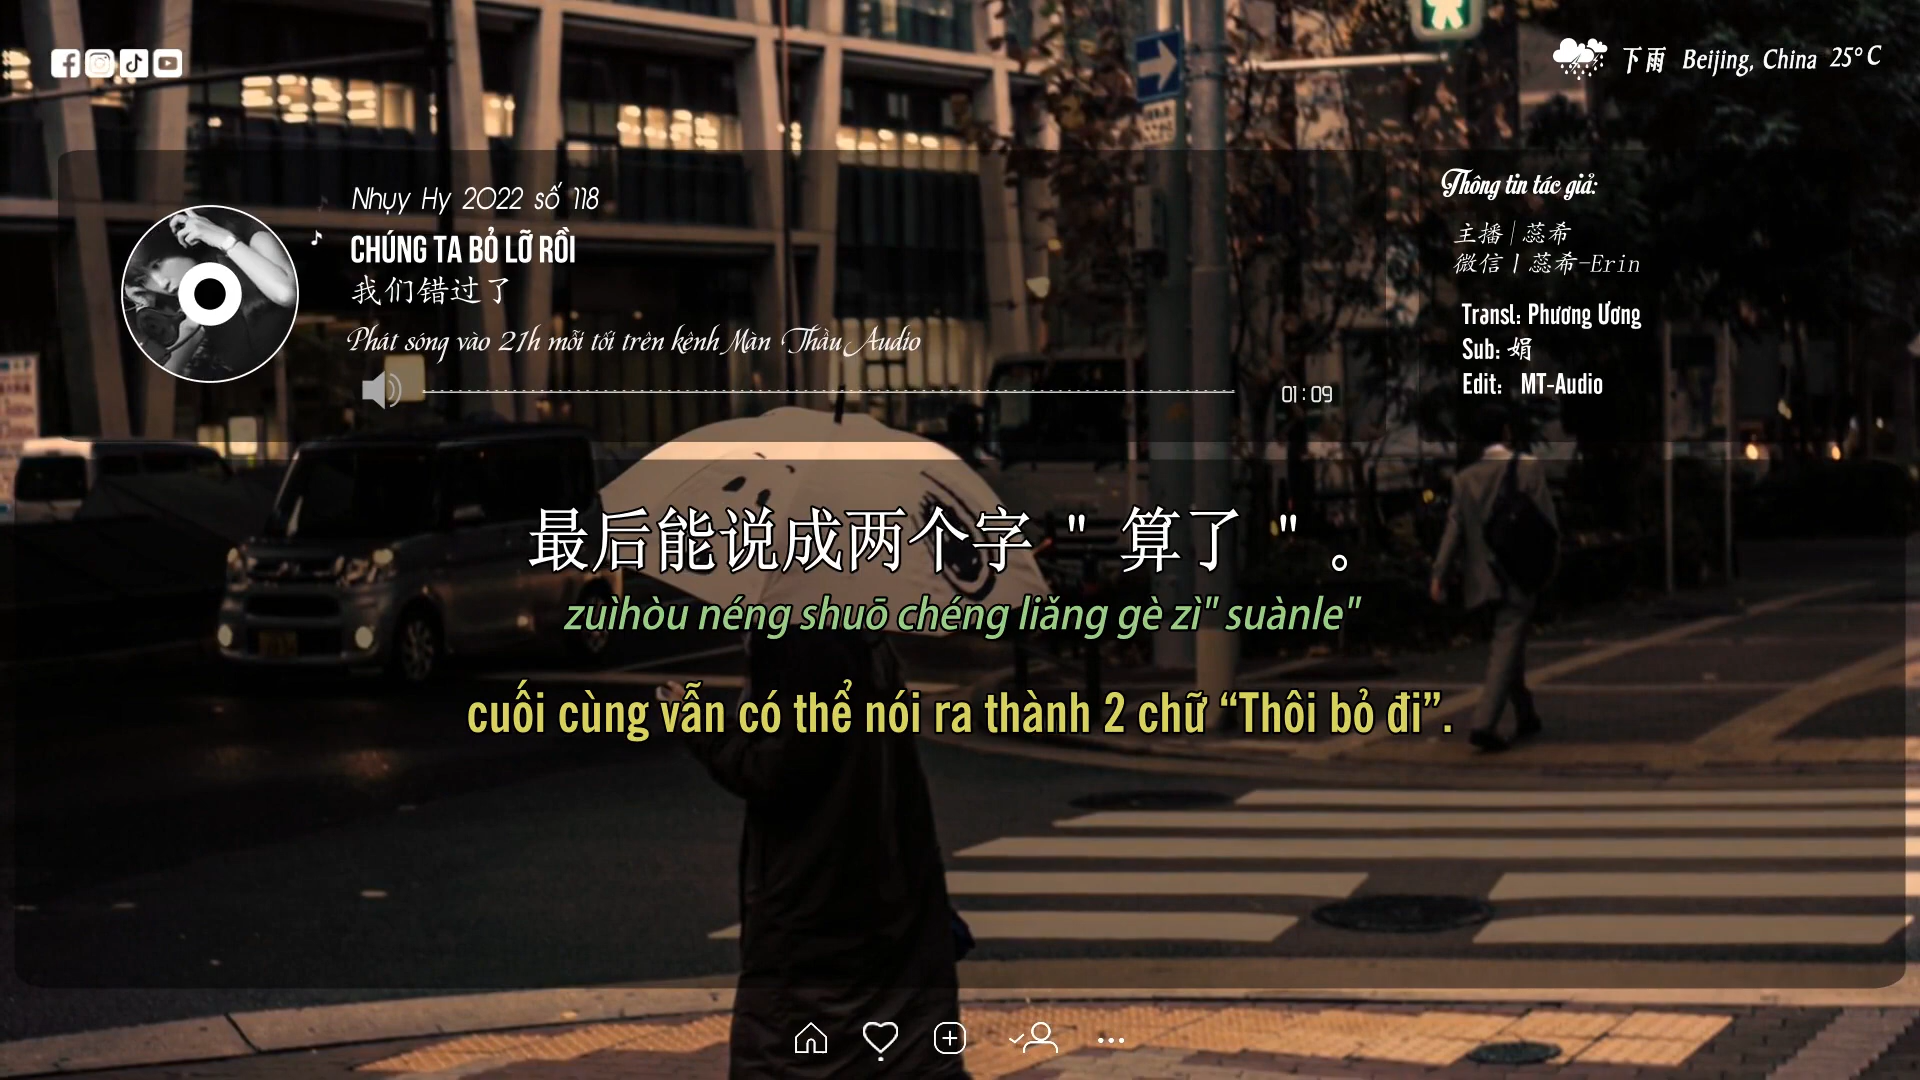 下雨 Beijing, China 25° C
Nhụy Hy 2022 số 118
CHÚNG TA BỎ LỠ RỒI
我们错过了
Phát sóng vào 21h mỗi tối trên kênh Màn Thầu Audio
01:09
Thông tin tác giả:
主播 | 蕊希
微信 | 蕊希-Erin
Transl: Phương Ương
Sub: 娟
Edit: MT-Audio
最后能说成两个字 " 算了 " 。
zuìhòu néng shuō chéng liǎng gè zì" suànle"
cuối cùng vẫn có thể nói ra thành 2 chữ “Thôi bỏ đi”.